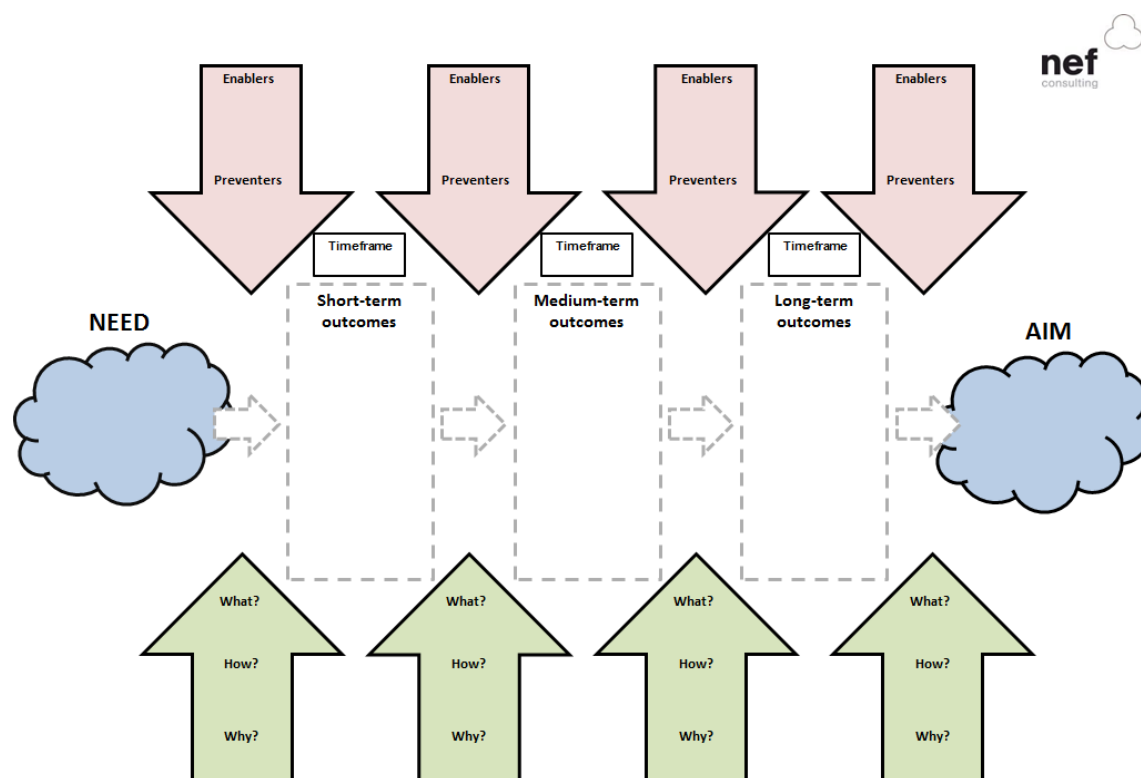 nef
consulting
Enablers
Enablers
Enablers
Enablers
Preventers
Preventers
Preventers
Preventers
Timeframe
Timeframe
Timeframe
NEED
Short-term
outcomes
Medium-term
outcomes
Long-term
outcomes
AIM
What?
What?
What?
What?
How?
How?
How?
How?
Why?
Why?
Why?
Why?